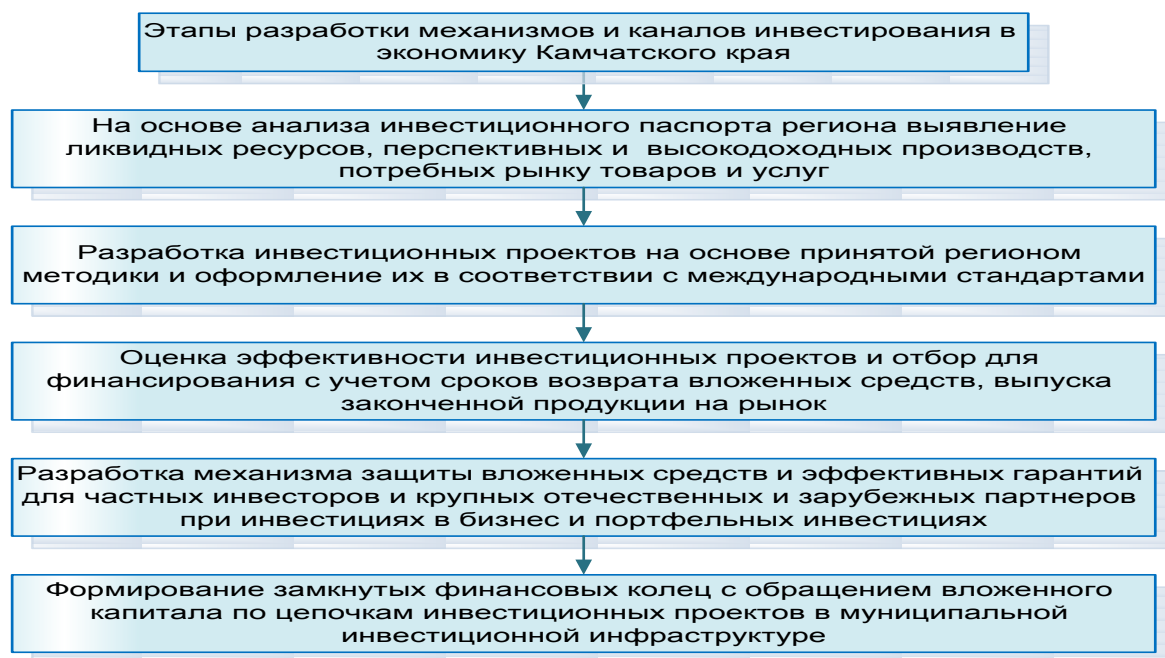 Этапы разработки механизмов и каналов инвестирования в
экономику Камчатского края
На основе анализа инвестиционного паспорта региона выявление
ликвидных ресурсов, перспективных и высокодоходных производств,
потребных рынку товаров и услуг
Разработка инвестиционных проектов на основе принятой регионом
методики и оформление их в соответствии с международными стандартами
Оценка эффективности инвестиционных проектов и отбор для
финансирования с учетом сроков возврата вложенных средств, выпуска
законченной продукции на рынок
Разработка механизма защиты вложенных средств и эффективных гарантий
для частных инвесторов и крупных отечественных и зарубежных партнеров
при инвестициях в бизнес и портфельных инвестициях
Формирование замкнутых финансовых колец с обращением вложенного
капитала по цепочкам инвестиционных проектов в муниципальной
инвестиционной инфраструктуре